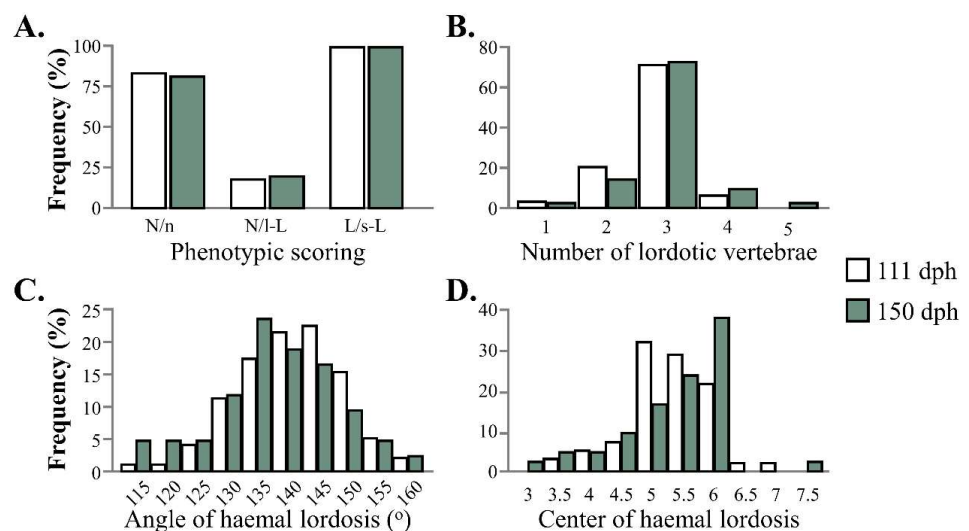 A.
Frequency (%)
100
75
50
25
0
N/n N/l-L L/s-L
Phenotypic scoring
B.
80
60
40
20
0
1 2 3 4 5
Number of lordotic vertebrae
111 dph
150 dph
C.
Frequency (%)
25
20
15
10
5
0
115 120 125 130 135 140 145 150 155 160
Angle of haemal lordosis (º)
D.
40
30
20
10
0
3 3.5 4 4.5 5 5.5 6 6.5 7 7.5
Center of haemal lordosis